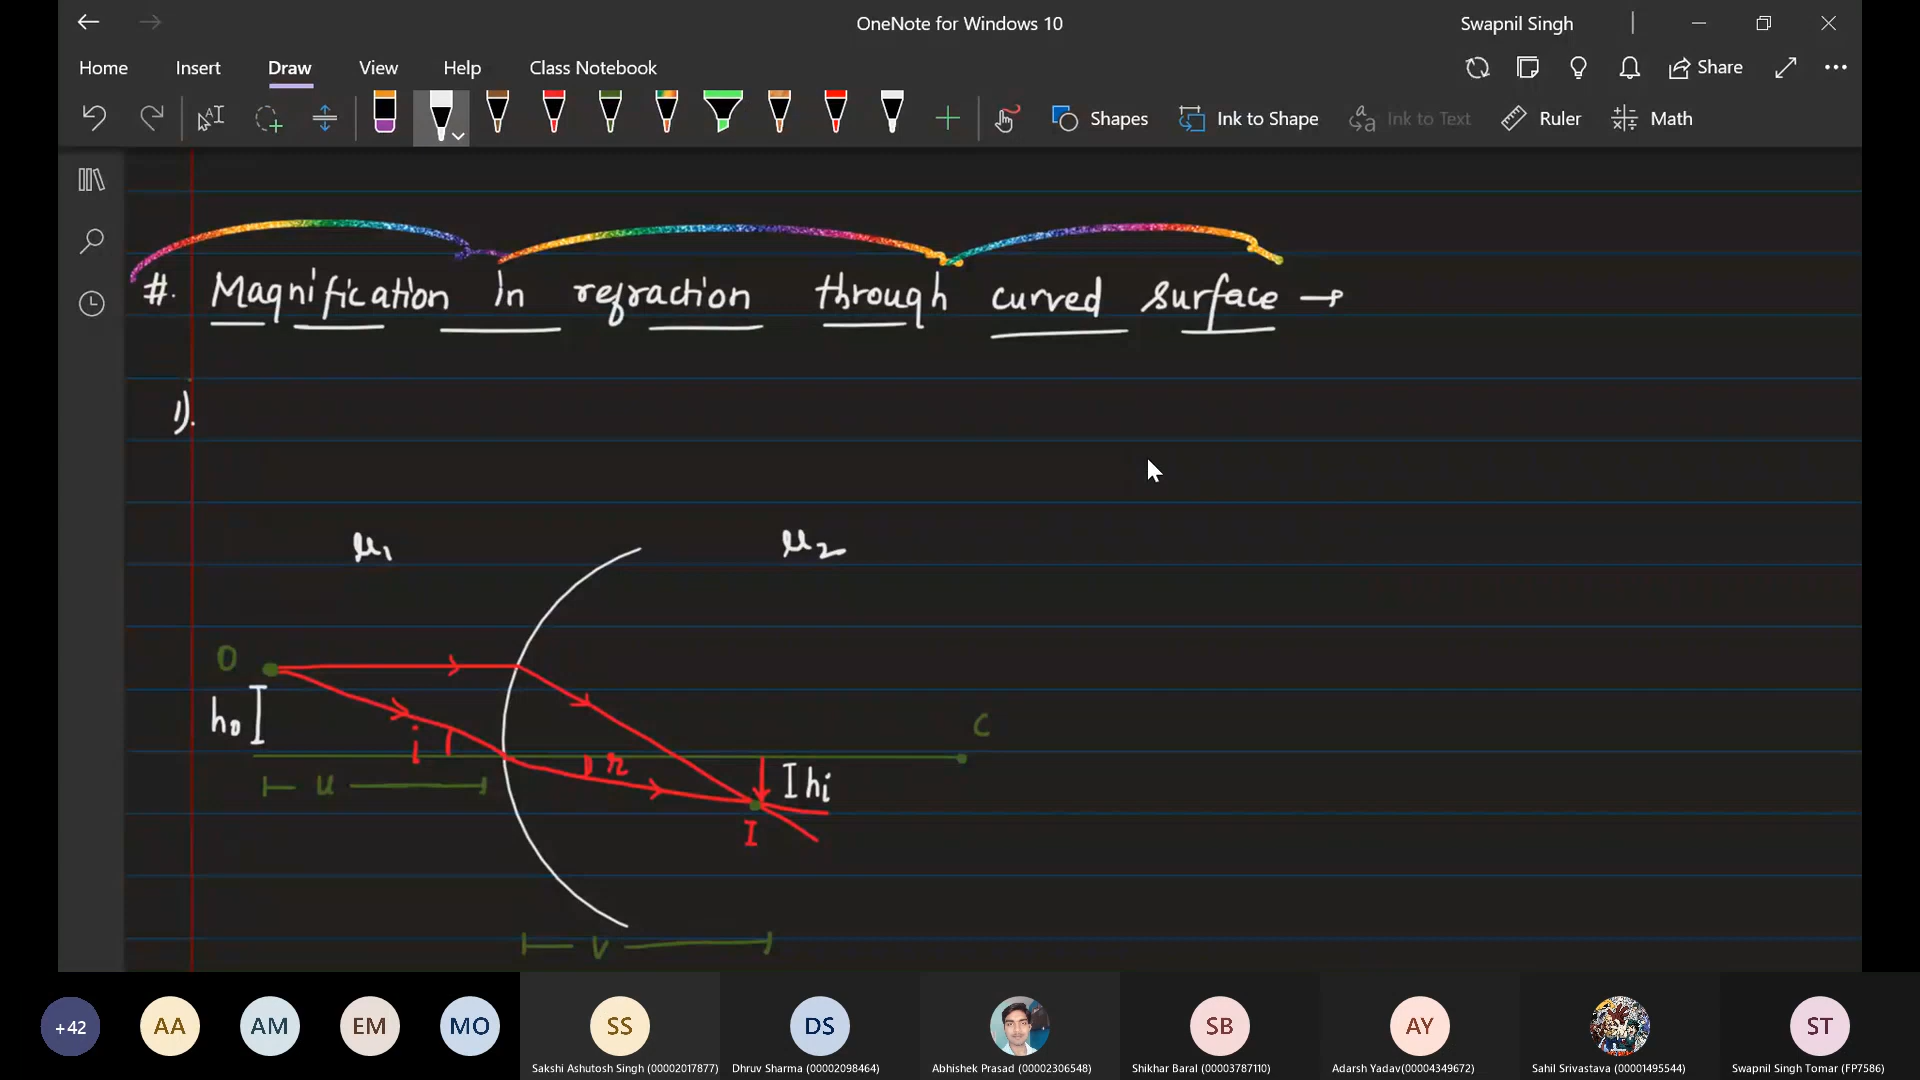 OneNote for Windows 10
Swapnil Singh
Home Insert Draw View Help Class Notebook
Share
Shapes Ink to Shape Ink to Text Ruler Math
#. Magnification in refraction through curved surface →
1).
μ₁ μ₂
O
h₀
C
i r
u
hᵢ
I
v
+42 AA AM EM MO SS DS SB AY ST
Sakshi Ashutosh Singh (00002017877) Dhruv Sharma (00002098464) Abhishek Prasad (00002306548) Shikhar Baral (00003787110) Adarsh Yadav(00004349672) Sahil Srivastava (00001495544) Swapnil Singh Tomar (FP7586)